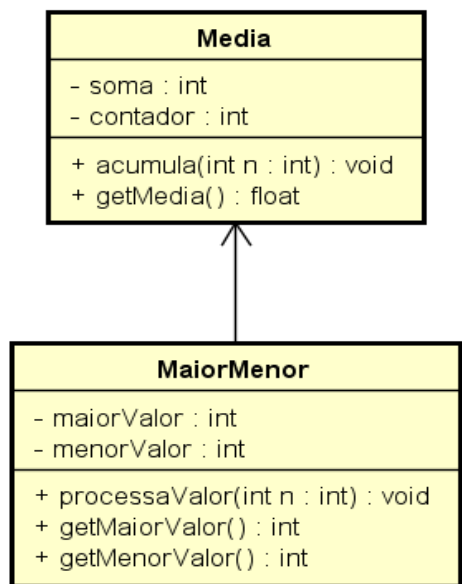 Media
- soma : int
- contador : int
+ acumula(int n : int) : void
+ getMedia() : float
MaiorMenor
- maiorValor : int
- menorValor : int
+ processaValor(int n : int) : void
+ getMaiorValor() : int
+ getMenorValor() : int